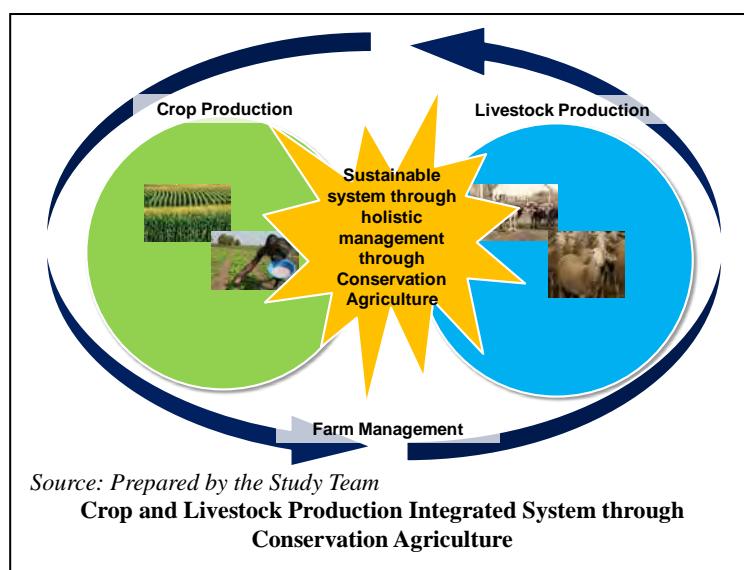 Crop Production
Livestock Production
Sustainable
system through
holistic
management
through
Conservation
Agriculture
Farm Management
Source: Prepared by the Study Team
Crop and Livestock Production Integrated System through
Conservation Agriculture